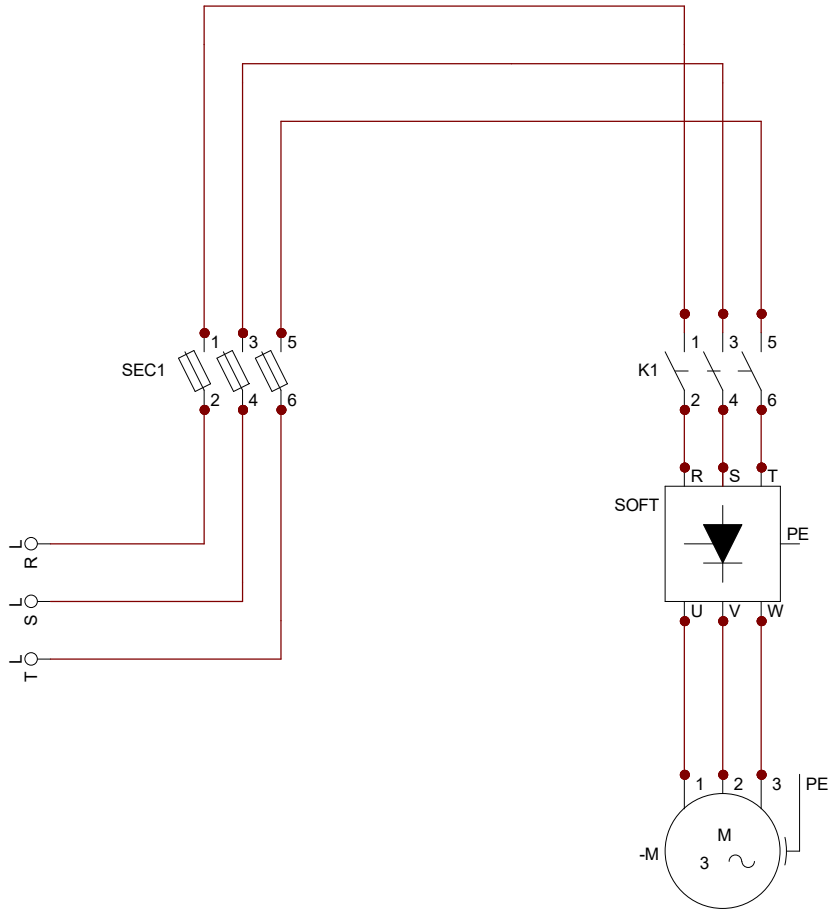 1 3 5
SEC1
2 4 6
1 3 5
K1
2 4 6
R S T
SOFT
PE
U V W
L R
L S
L T
1 2 3 PE
M
-M
3